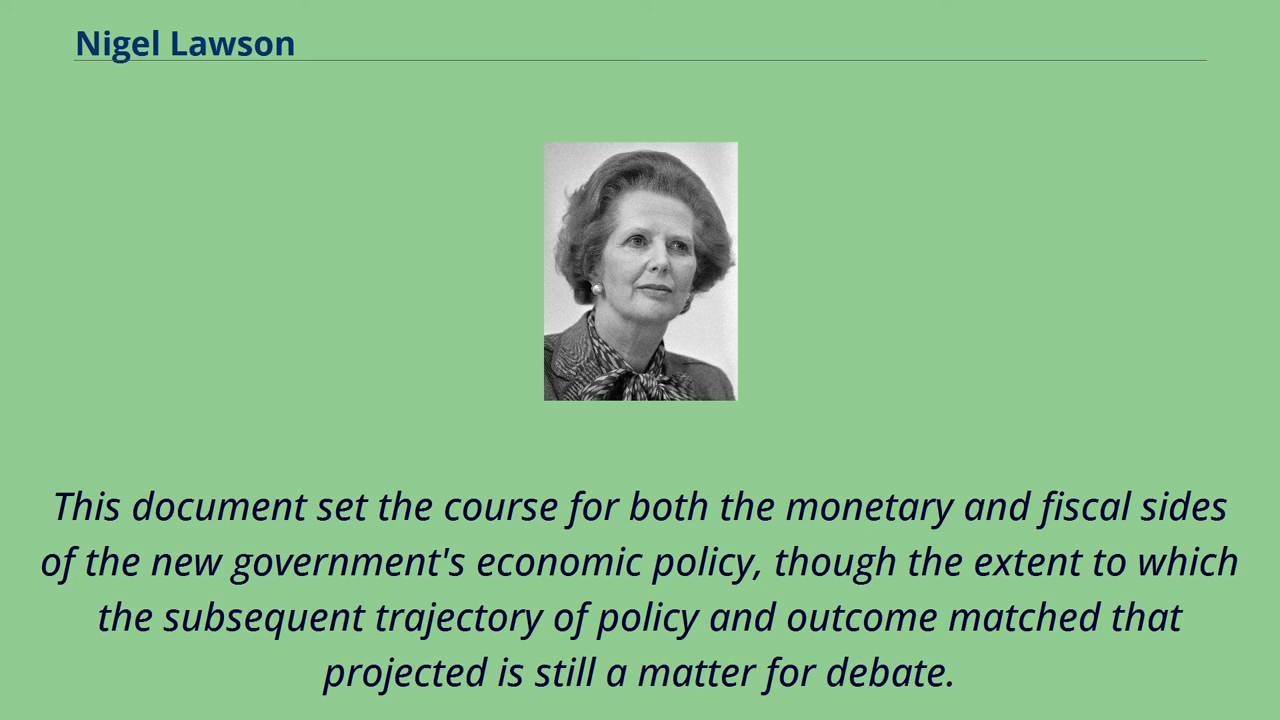 Nigel Lawson
This document set the course for both the monetary and fiscal sides
of the new government's economic policy, though the extent to which
the subsequent trajectory of policy and outcome matched that
projected is still a matter for debate.